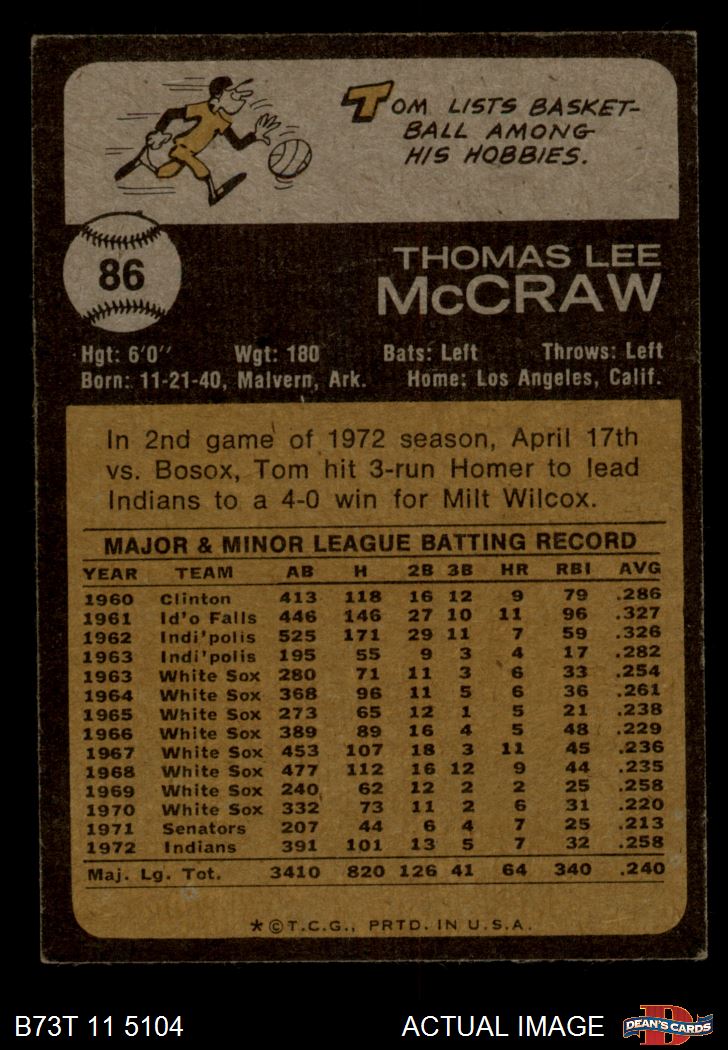 TOM LISTS BASKET-
BALL AMONG
HIS HOBBIES.
86
THOMAS LEE
McCRAW
Hgt: 6'0" Wgt: 180 Bats: Left Throws: Left
Born: 11-21-40, Malvern, Ark. Home: Los Angeles, Calif.
In 2nd game of 1972 season, April 17th
vs. Bosox, Tom hit 3-run Homer to lead
Indians to a 4-0 win for Milt Wilcox.
MAJOR & MINOR LEAGUE BATTING RECORD
YEAR TEAM AB H 2B 3B HR RBI AVG
1960 Clinton 413 118 16 12 9 79 .286
1961 Id'o Falls 446 146 27 10 11 96 .327
1962 Indi'polis 525 171 29 11 7 59 .326
1963 Indi'polis 195 55 9 3 4 17 .282
1963 White Sox 280 71 11 3 6 33 .254
1964 White Sox 368 96 11 5 6 36 .261
1965 White Sox 273 65 12 1 5 21 .238
1966 White Sox 389 89 16 4 5 48 .229
1967 White Sox 453 107 18 3 11 45 .236
1968 White Sox 477 112 16 12 9 44 .235
1969 White Sox 240 62 12 2 2 25 .258
1970 White Sox 332 73 11 2 6 31 .220
1971 Senators 207 44 6 4 7 25 .213
1972 Indians 391 101 13 5 7 32 .258
Maj. Lg. Tot. 3410 820 126 41 64 340 .240
*©T.C.G., PRTD. IN U.S.A.
B73T 11 5104 ACTUAL IMAGE
D
DEAN'S CARDS